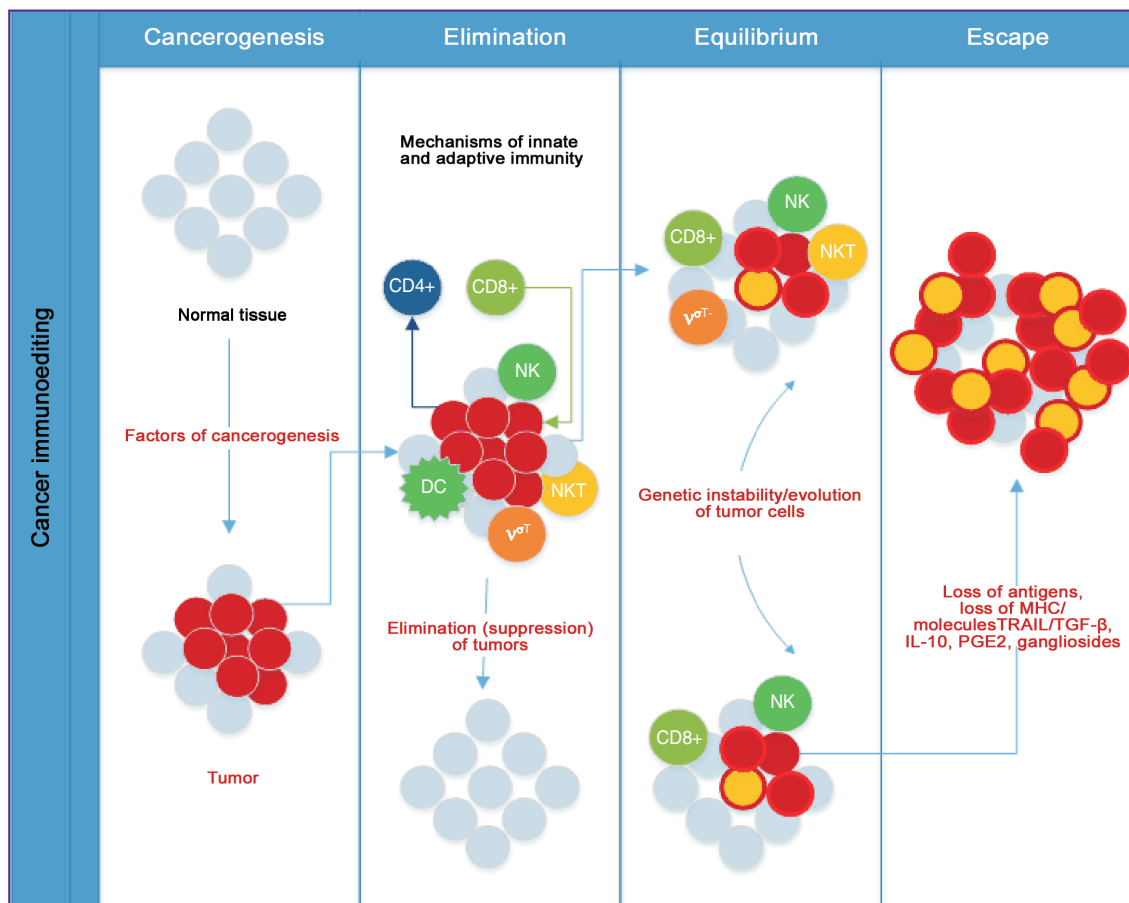 Cancerogenesis
Elimination
Equilibrium
Escape
Cancer immunoediting
Normal tissue
Factors of cancerogenesis
Tumor
Mechanisms of innate
and adaptive immunity
CD4+
CD8+
NK
DC
NKT
νσT
Elimination (suppression)
of tumors
NK
CD8+
NKT
νσT-
Genetic instability/evolution
of tumor cells
NK
CD8+
Loss of antigens,
loss of MHC/
moleculesTRAIL/TGF-β,
IL-10, PGE2, gangliosides